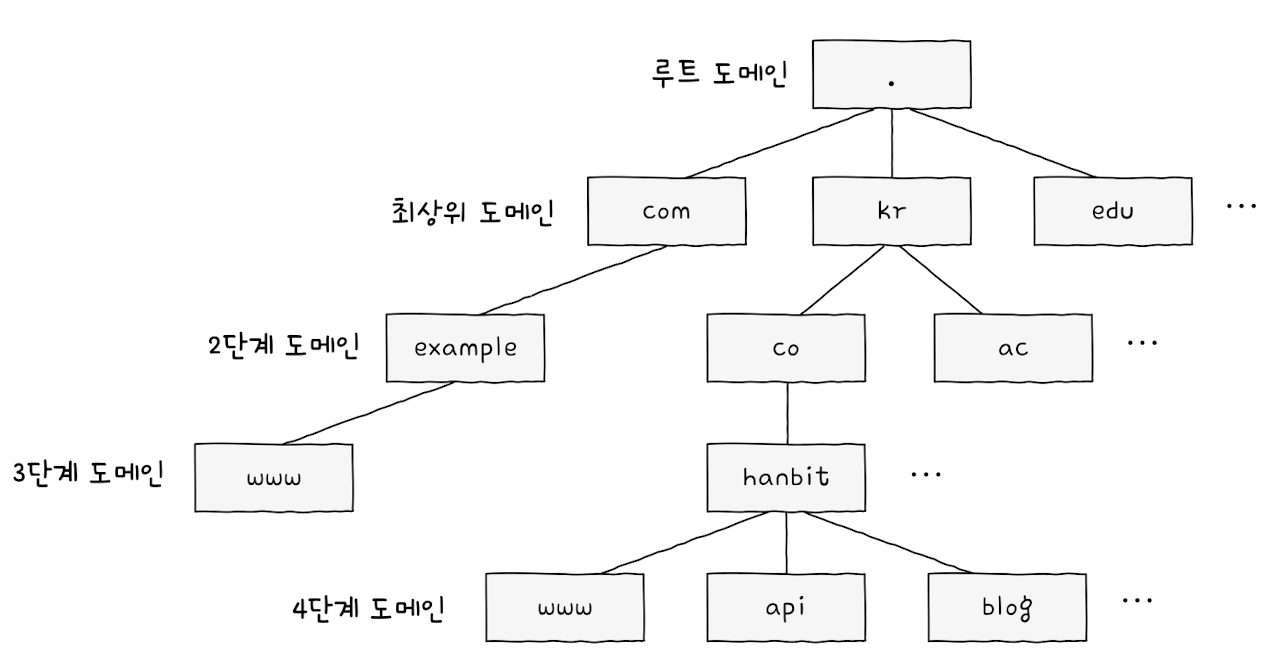 루트 도메인 .
최상위 도메인 com kr edu ...
2단계 도메인 example co ac ...
3단계 도메인 www hanbit ...
4단계 도메인 www api blog ...